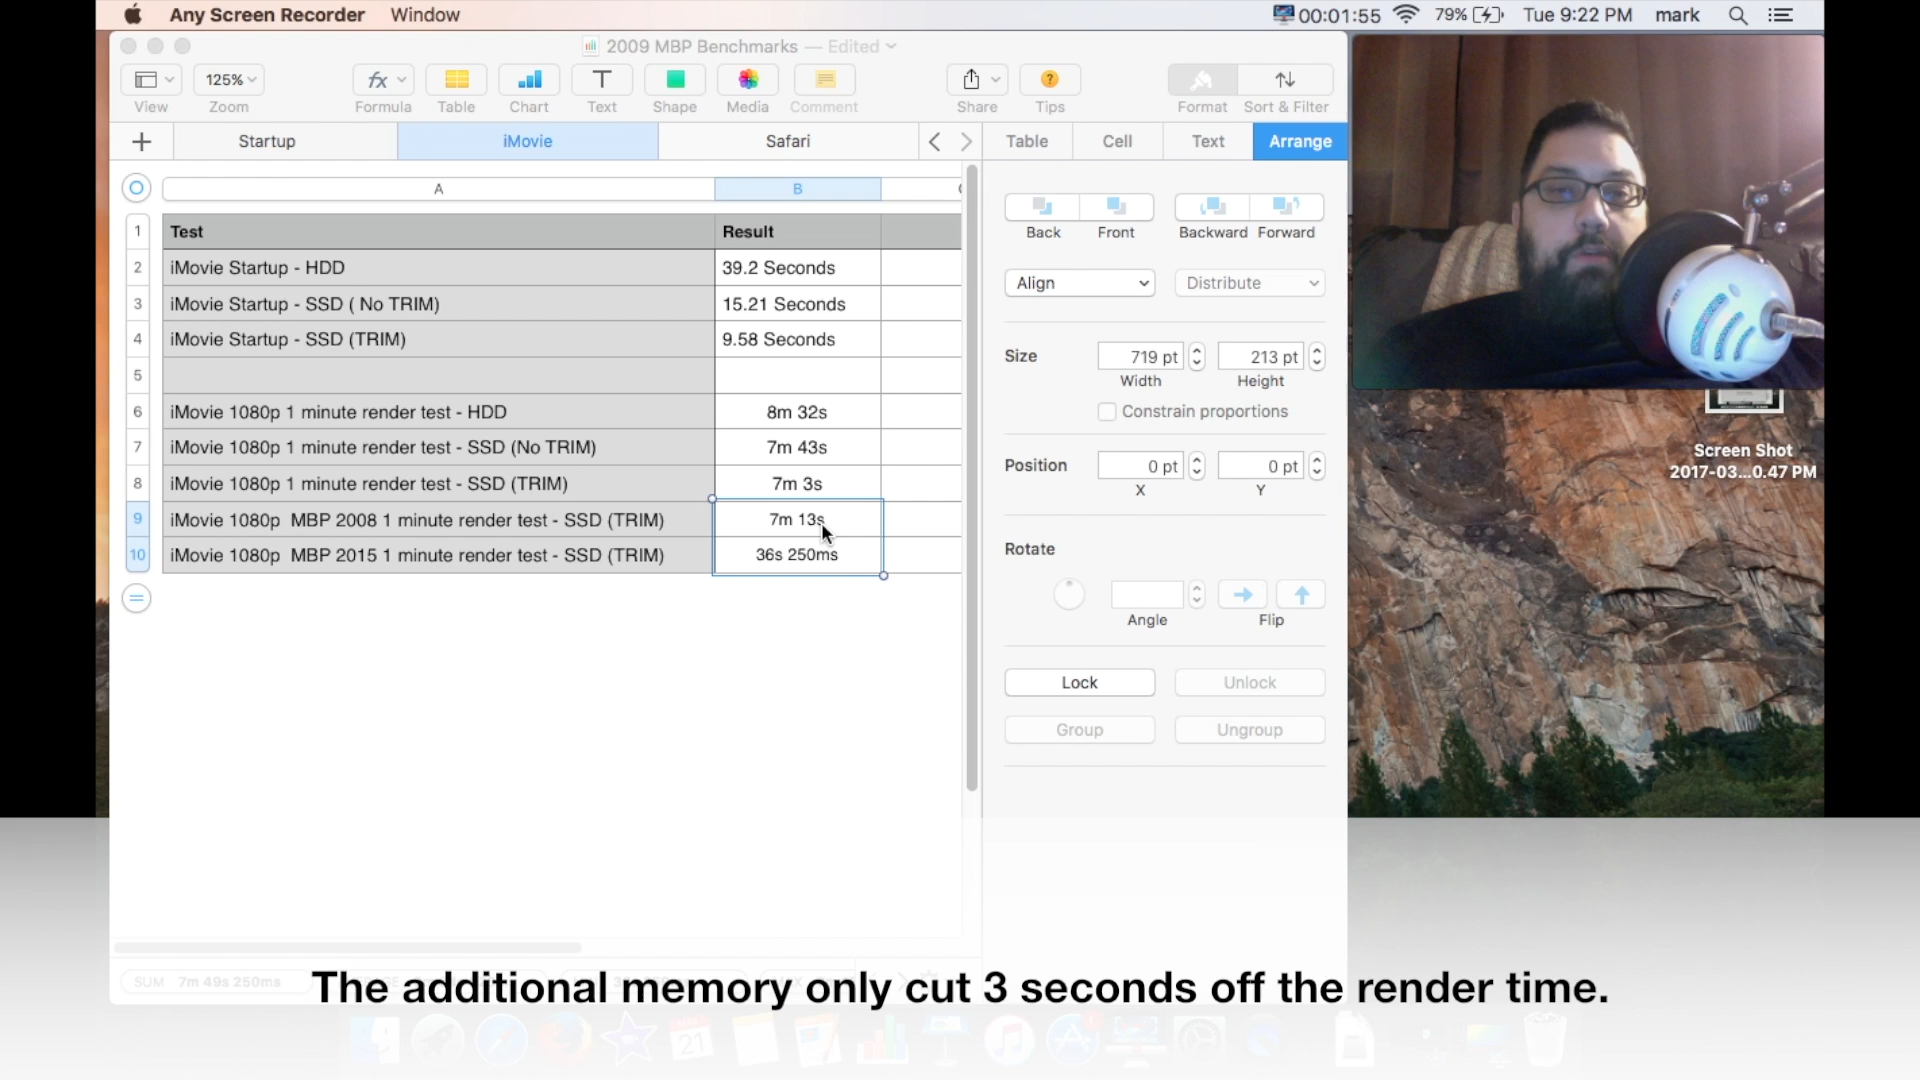 Any Screen Recorder Window
00:01:55 79% Tue 9:22 PM mark
2009 MBP Benchmarks — Edited
125%
View Zoom Formula Table Chart Text Shape Media Comment Share Tips Format Sort & Filter
Startup iMovie Safari
Table Cell Text Arrange
A B
1 Test Result
2 iMovie Startup - HDD 39.2 Seconds
3 iMovie Startup - SSD ( No TRIM) 15.21 Seconds
4 iMovie Startup - SSD (TRIM) 9.58 Seconds
5
6 iMovie 1080p 1 minute render test - HDD 8m 32s
7 iMovie 1080p 1 minute render test - SSD (No TRIM) 7m 43s
8 iMovie 1080p 1 minute render test - SSD (TRIM) 7m 3s
9 iMovie 1080p MBP 2008 1 minute render test - SSD (TRIM) 7m 13s
10 iMovie 1080p MBP 2015 1 minute render test - SSD (TRIM) 36s 250ms
Back Front Backward Forward
Align Distribute
Size 719 pt 213 pt
Width Height
Constrain proportions
Position 0 pt 0 pt
X Y
Rotate
Angle Flip
Lock Unlock
Group Ungroup
Screen Shot
2017-03...0.47 PM
SUM 7m 49s 250ms
The additional memory only cut 3 seconds off the render time.
21